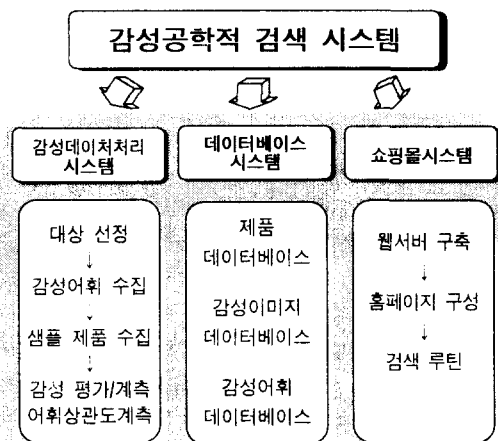 감성공학적 검색 시스템
감성데이처처리
시스템
데이터베이스
시스템
쇼핑몰시스템
대상 선정
↓
감성어휘 수집
↓
샘플 제품 수집
↓
감성 평가/계측
어휘상관도계측
제품
데이터베이스
감성이미지
데이터베이스
감성어휘
데이터베이스
웹서버 구축
↓
홈페이지 구성
↓
검색 루틴